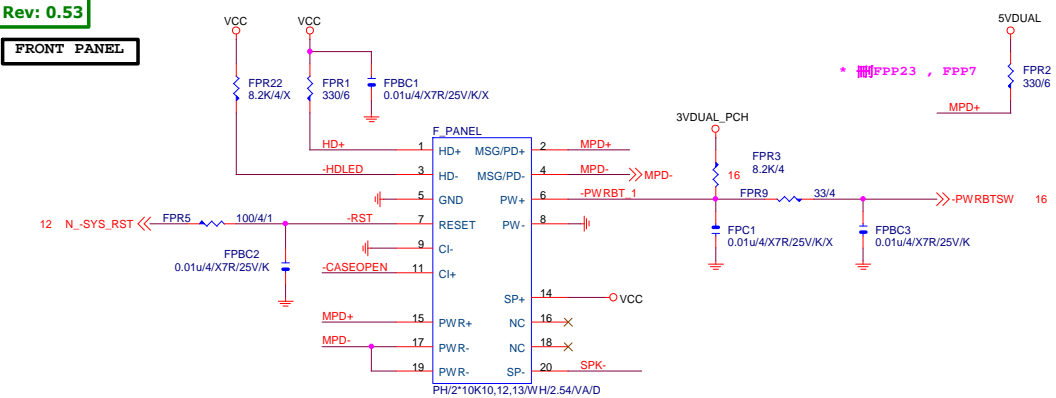 Rev: 0.53
FRONT PANEL
VCC
VCC
5VDUAL
FPR22
8.2K/4/X
FPR1
330/6
FPBC1
0.01u/4/X7R/25V/K/X
* 刪FPP23 , FPP7
FPR2
330/6
MPD+
3VDUAL_PCH
F_PANEL
HD+ 1 HD+ MSG/PD+ 2 MPD+
-HDLED 3 HD- MSG/PD- 4 MPD- MPD- 16
FPR3
8.2K/4
5 GND PW+ 6 -PWRBT_1 FPR9 33/4 -PWRBTSW 16
12 N_-SYS_RST FPR5 100/4/1 -RST 7 RESET PW- 8
FPC1
0.01u/4/X7R/25V/K/X
FPBC3
0.01u/4/X7R/25V/K
FPBC2
0.01u/4/X7R/25V/K
9 CI-
-CASEOPEN 11 CI+
SP+ 14 VCC
MPD+ 15 PWR+ NC 16
MPD- 17 PWR- NC 18
19 PWR- SP- 20 SPK-
PH/2*10K10,12,13/WH/2.54/VA/D